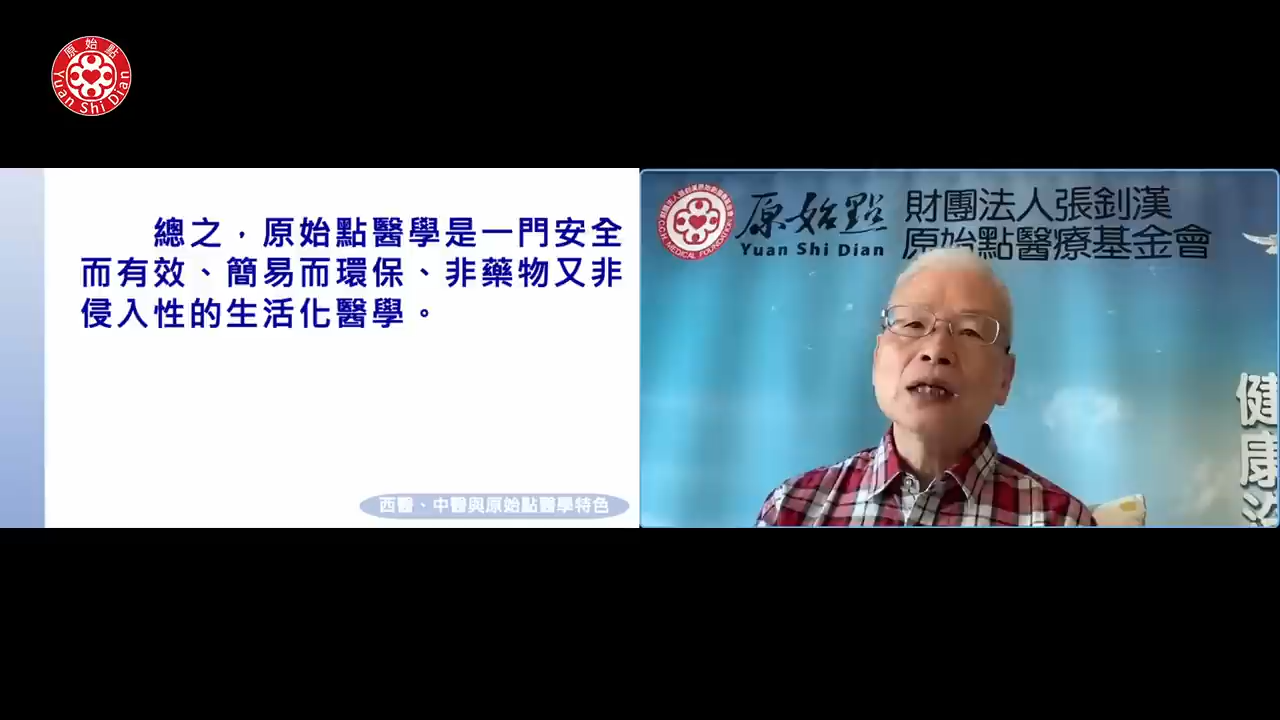 原始點
Yuan Shi Dian
總之，原始點醫學是一門安全
而有效、簡易而環保、非藥物又非
侵入性的生活化醫學。
西醫、中醫與原始點醫學特色
原始點
Yuan Shi Dian
財團法人張釗漢
原始點醫療基金會
健康